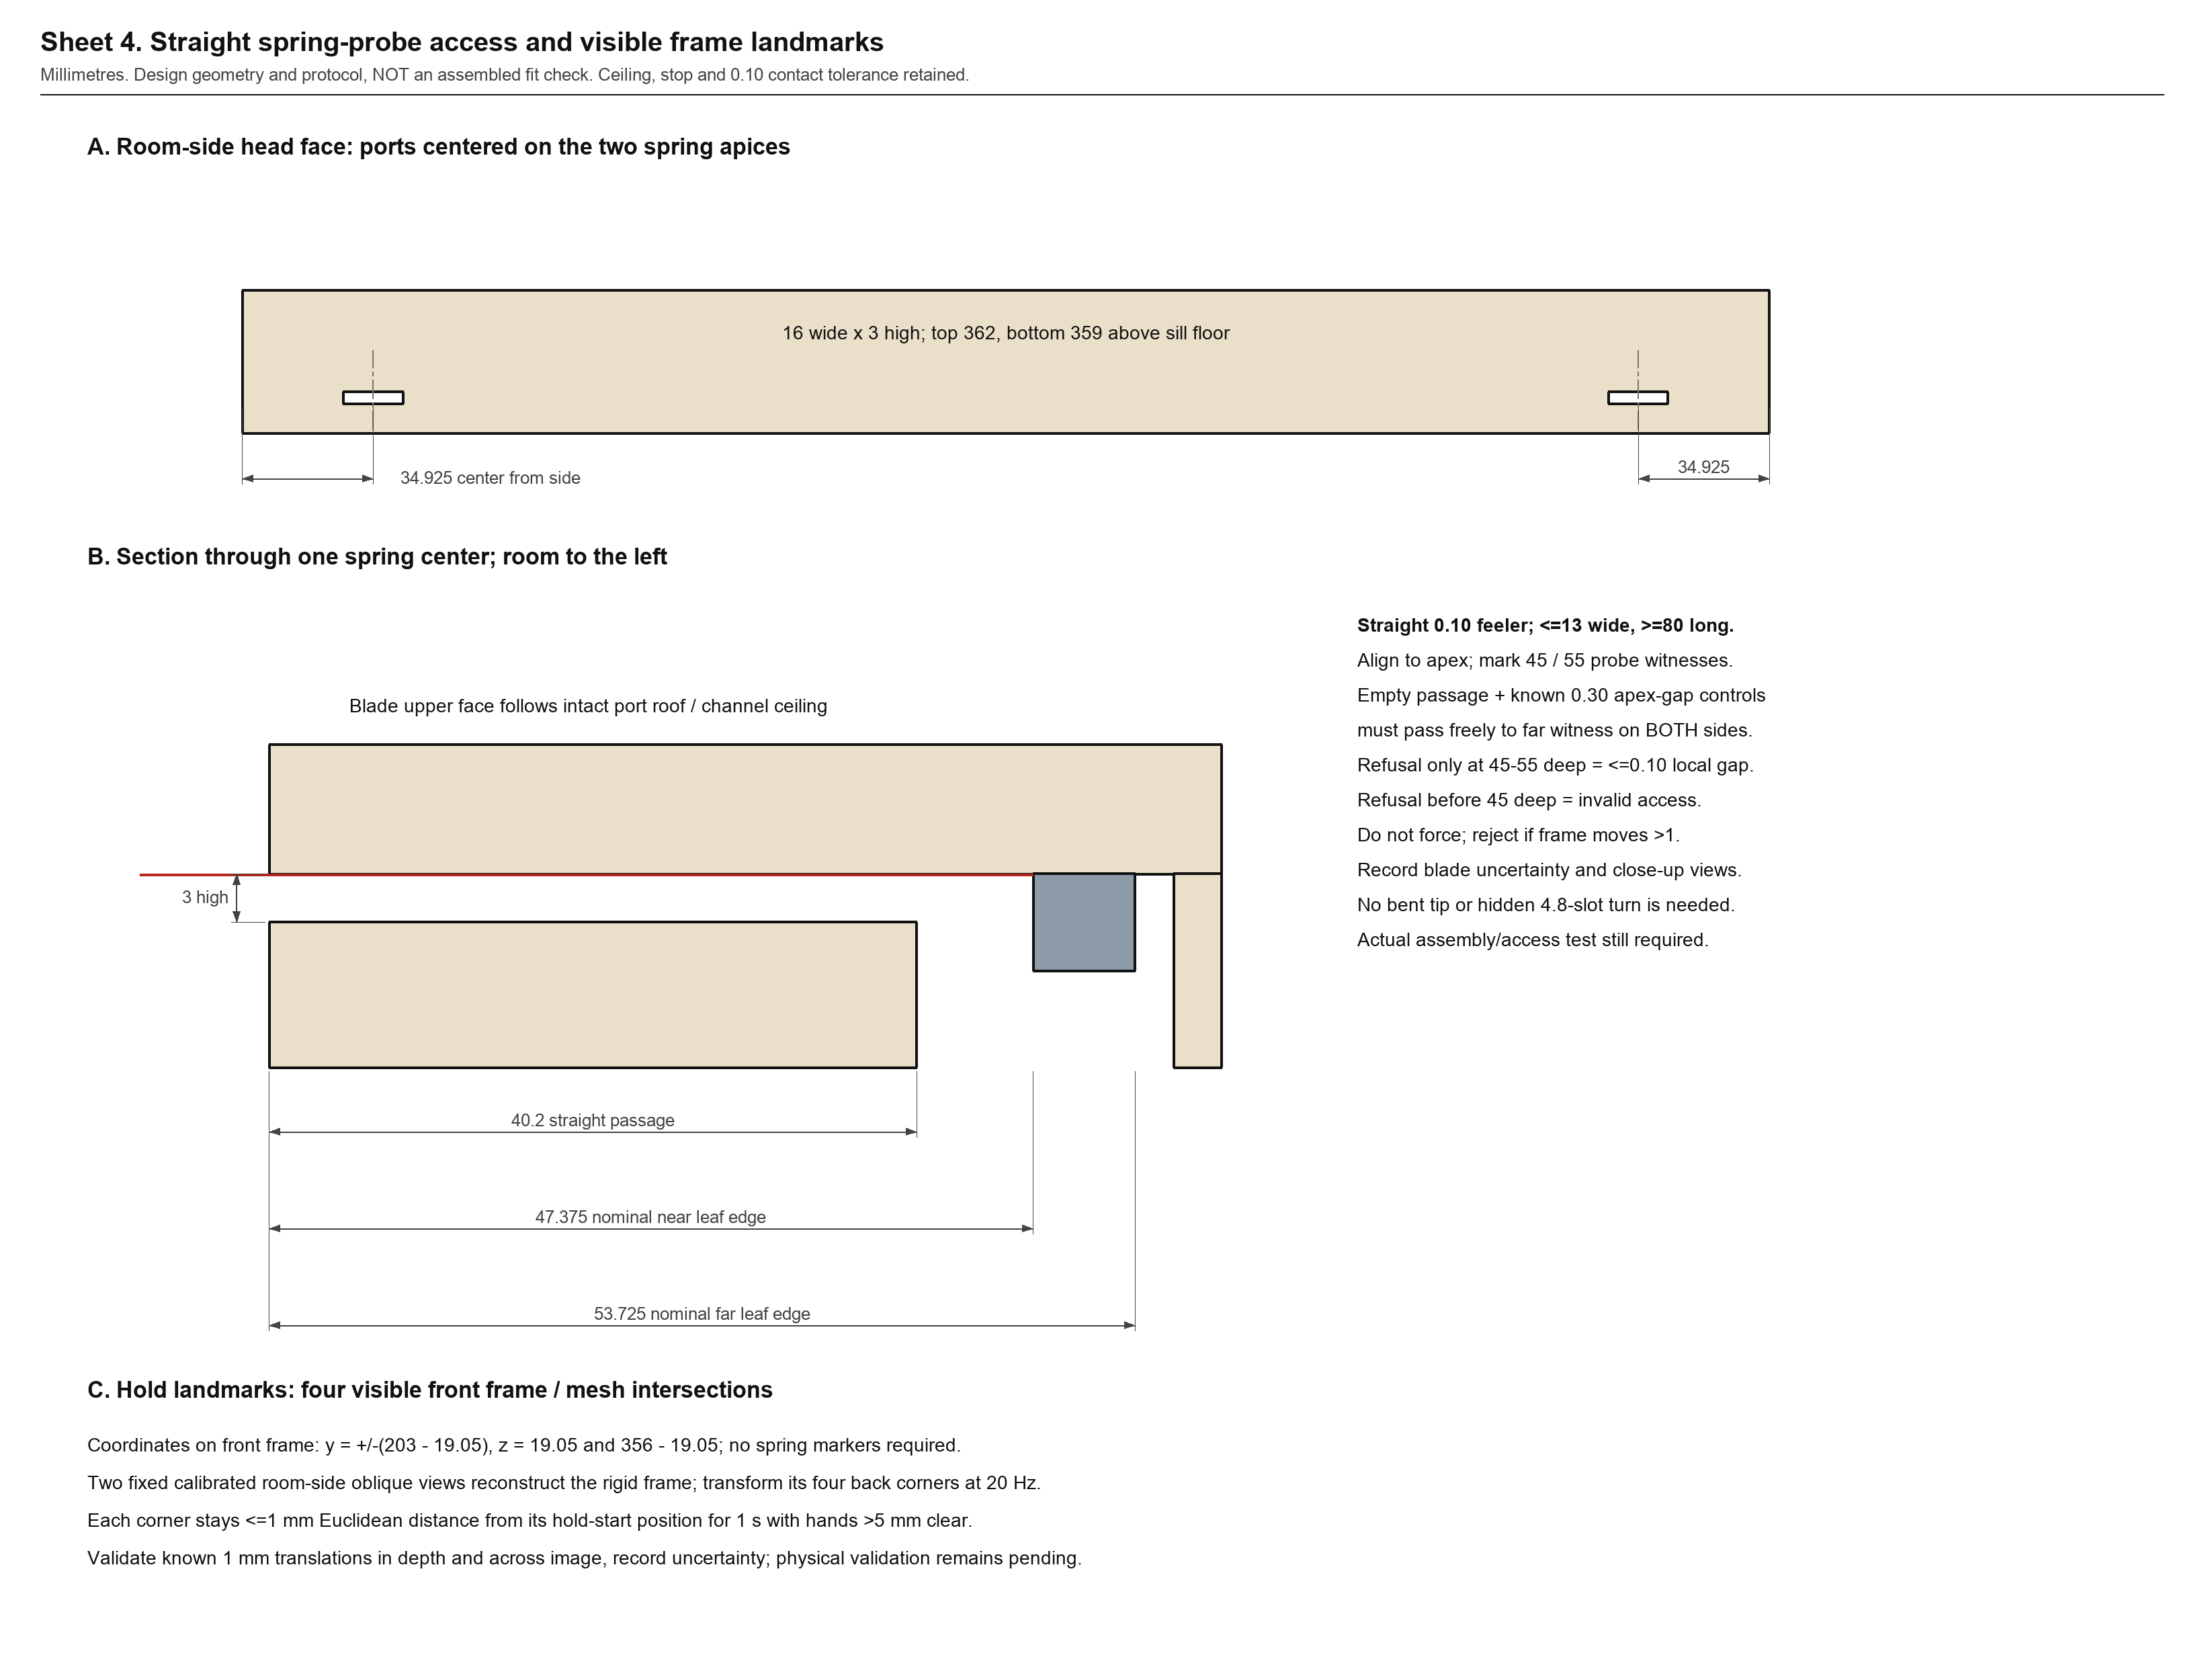 Sheet 4. Straight spring-probe access and visible frame landmarks
Millimetres. Design geometry and protocol, NOT an assembled fit check. Ceiling, stop and 0.10 contact tolerance retained.
A. Room-side head face: ports centered on the two spring apices
16 wide x 3 high; top 362, bottom 359 above sill floor
34.925 center from side
34.925
B. Section through one spring center; room to the left
Blade upper face follows intact port roof / channel ceiling
3 high
40.2 straight passage
47.375 nominal near leaf edge
53.725 nominal far leaf edge
Straight 0.10 feeler; <=13 wide, >=80 long.
Align to apex; mark 45 / 55 probe witnesses.
Empty passage + known 0.30 apex-gap controls
must pass freely to far witness on BOTH sides.
Refusal only at 45-55 deep = <=0.10 local gap.
Refusal before 45 deep = invalid access.
Do not force; reject if frame moves >1.
Record blade uncertainty and close-up views.
No bent tip or hidden 4.8-slot turn is needed.
Actual assembly/access test still required.
C. Hold landmarks: four visible front frame / mesh intersections
Coordinates on front frame: y = +/-(203 - 19.05), z = 19.05 and 356 - 19.05; no spring markers required.
Two fixed calibrated room-side oblique views reconstruct the rigid frame; transform its four back corners at 20 Hz.
Each corner stays <=1 mm Euclidean distance from its hold-start position for 1 s with hands >5 mm clear.
Validate known 1 mm translations in depth and across image, record uncertainty; physical validation remains pending.